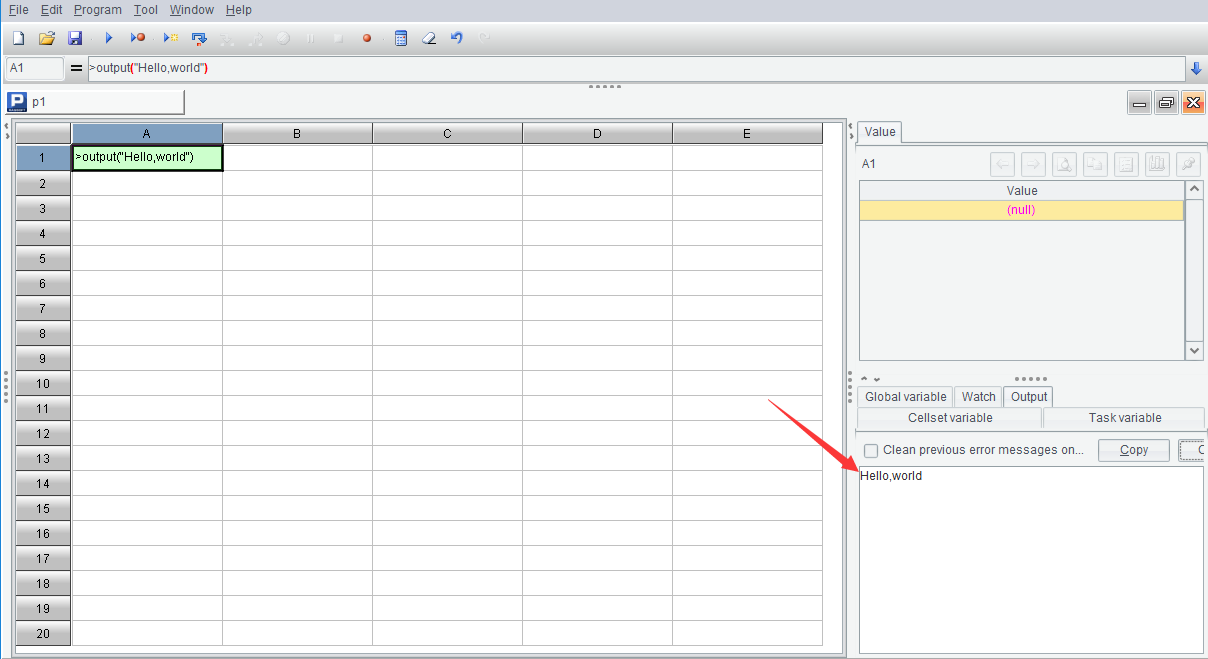 File Edit Program Tool Window Help
A1 = >output("Hello,world")
P p1
A B C D E
1 >output("Hello,world")
2
3
4
5
6
7
8
9
10
11
12
13
14
15
16
17
18
19
20
Value
A1
Value
(null)
Global variable Watch Output
Cellset variable Task variable
Clean previous error messages on... Copy C
Hello,world